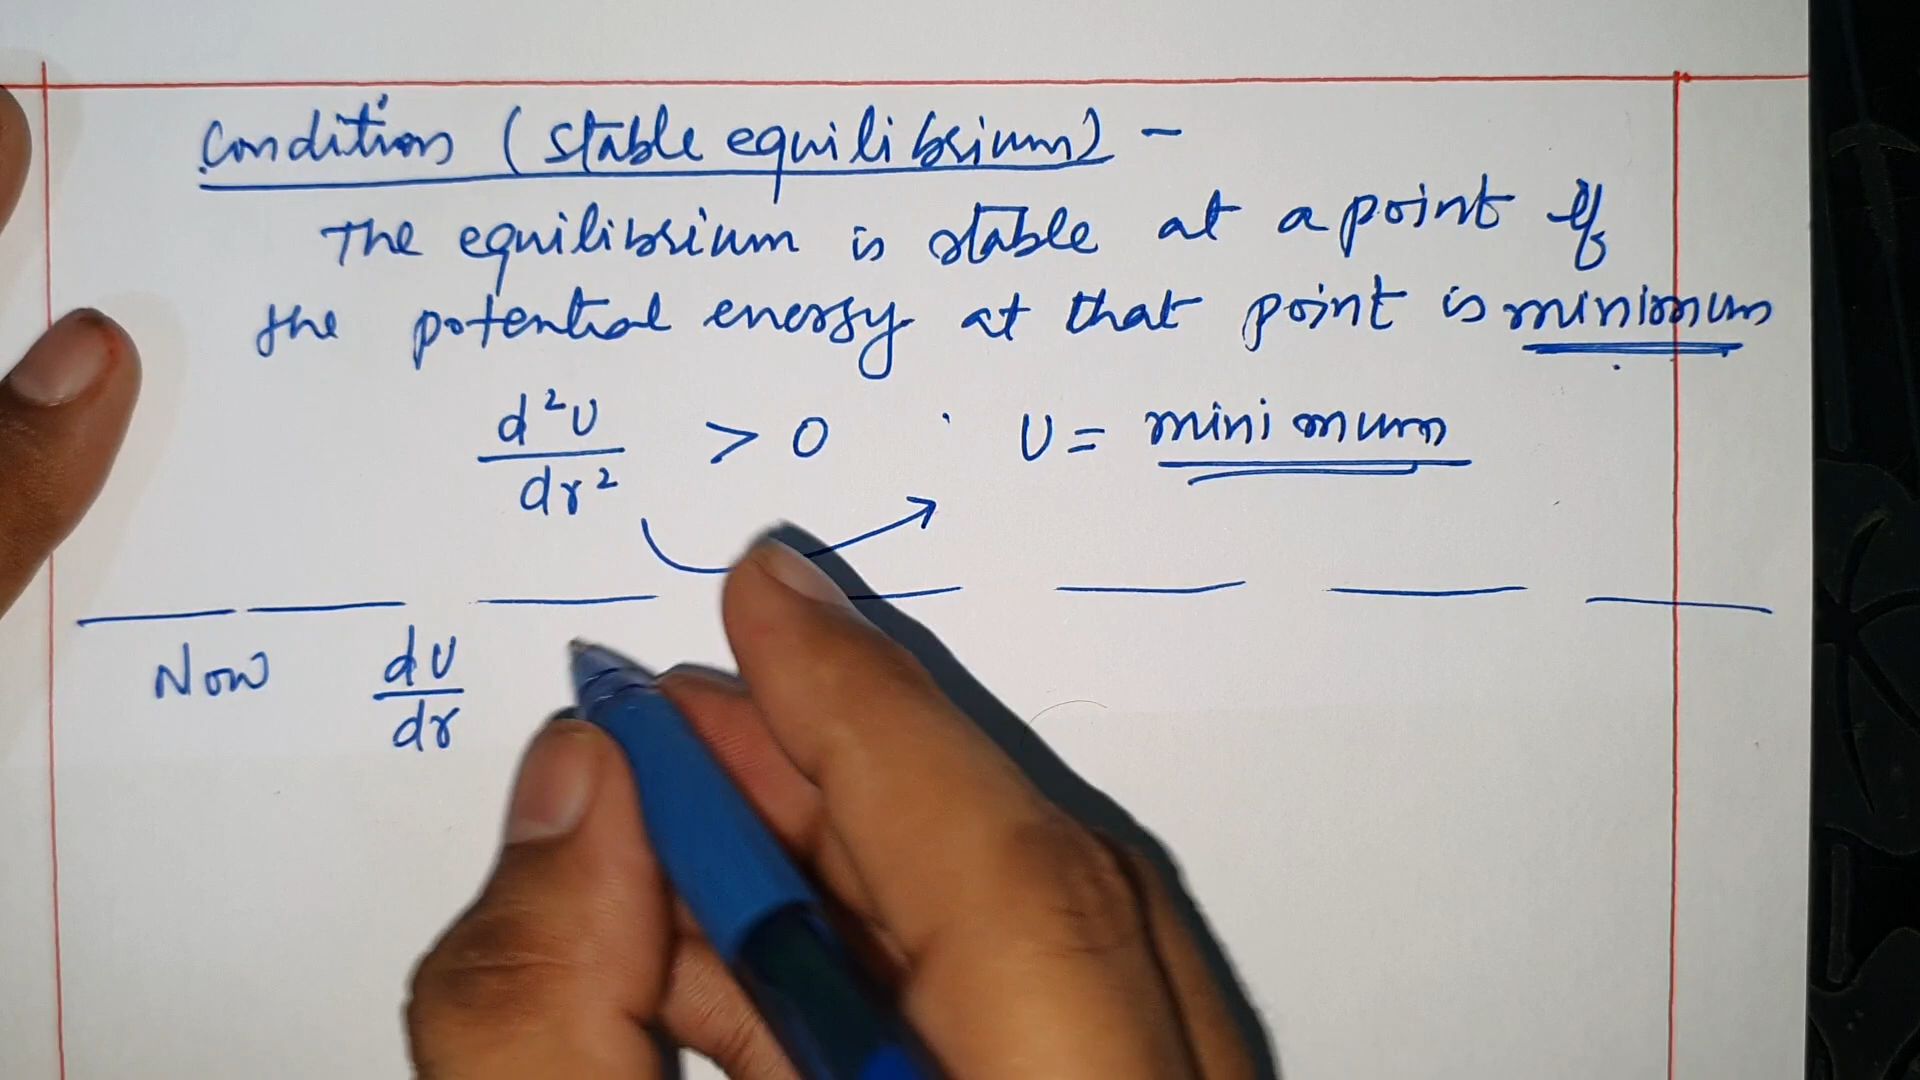 Condition (stable equilibrium) -
The equilibrium is stable at a point if
the potential energy at that point is minimum
d²U/dr² > 0 U = minimum
Now dU/dr